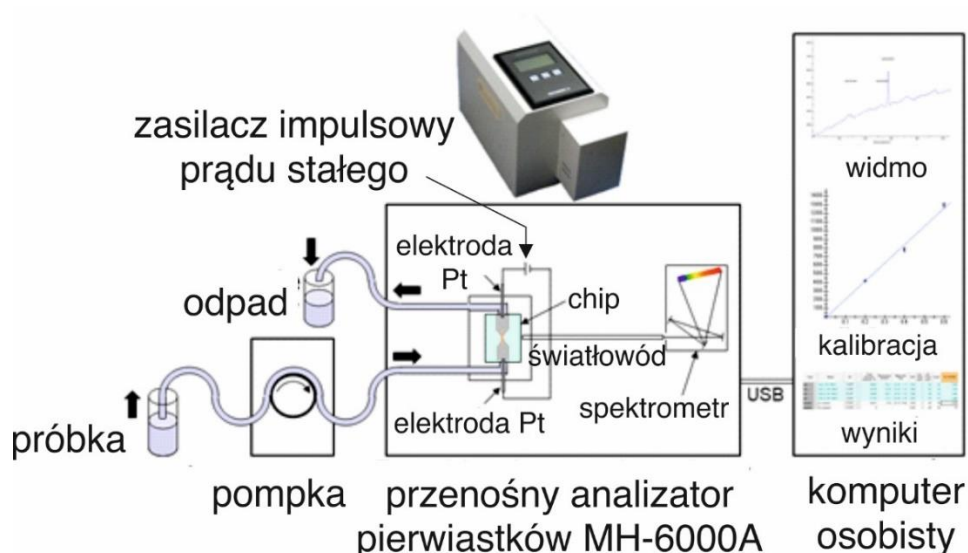 zasilacz impulsowy
prądu stałego
elektroda
Pt
chip
odpad
światłowód
elektroda Pt
spektrometr
próbka
pompka
przenośny analizator
pierwiastków MH-6000A
USB
widmo
kalibracja
wyniki
komputer
osobisty